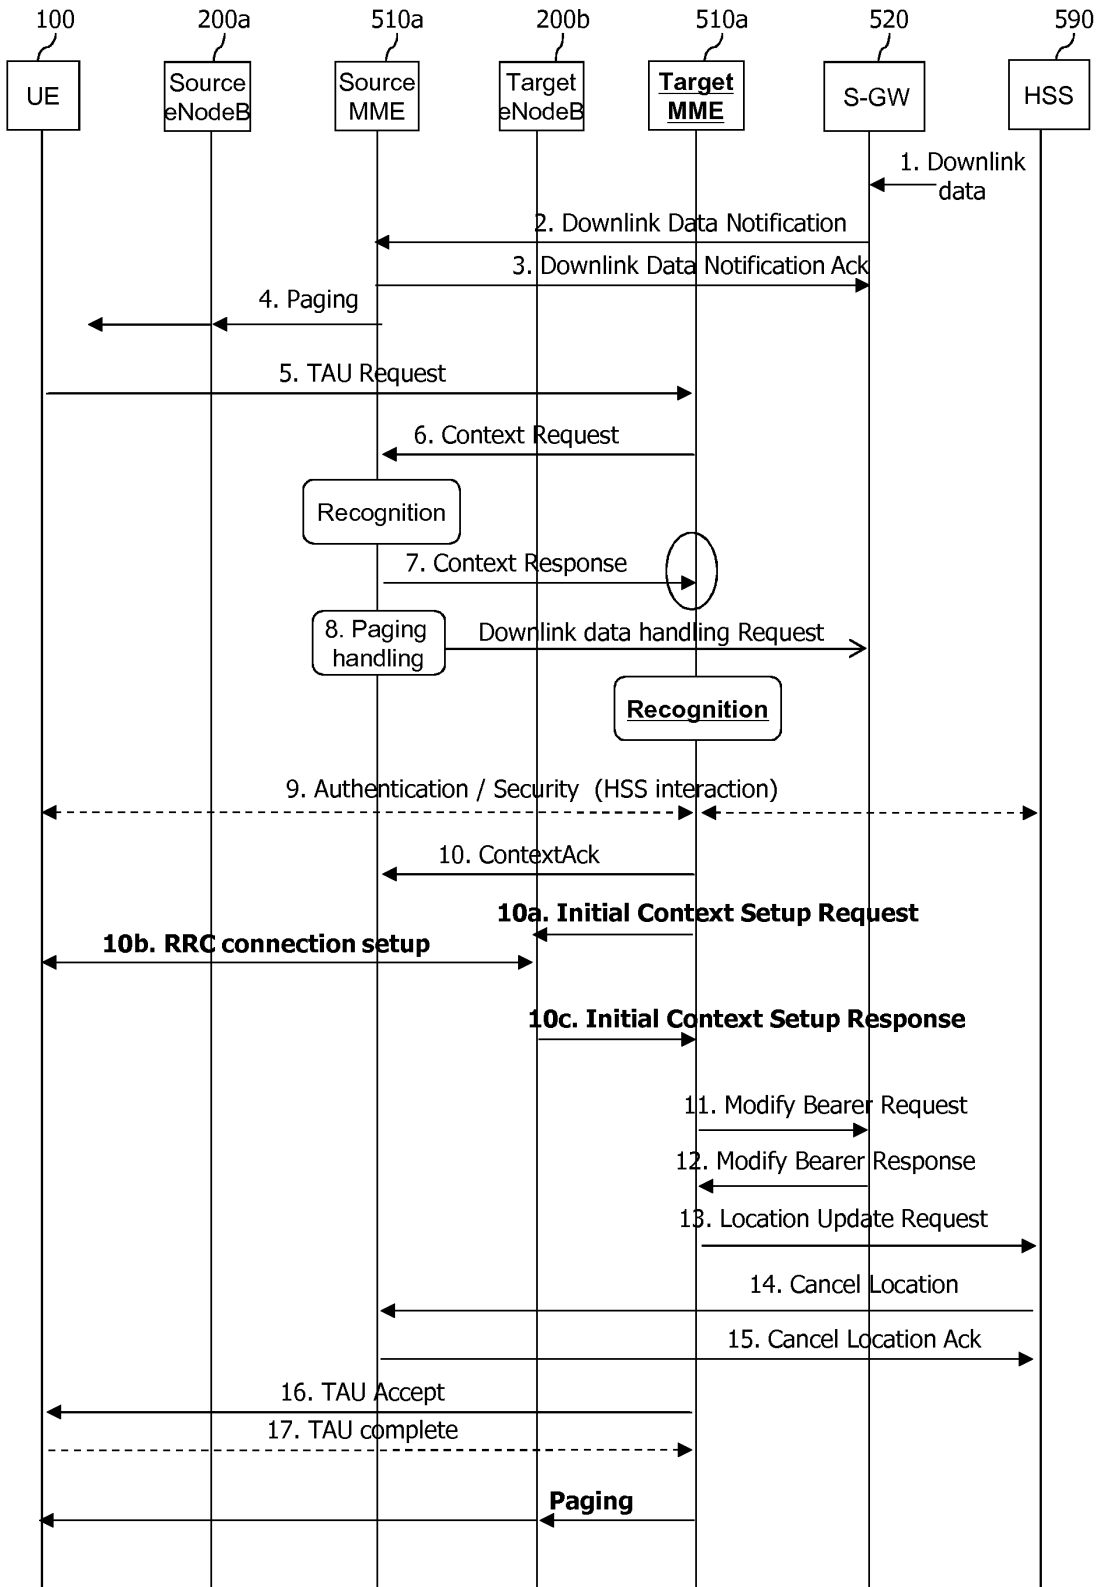 100 200a 510a 200b 510a 520 590
UE
Source
eNodeB
Source
MME
Target
eNodeB
Target
MME
S-GW
HSS
1. Downlink
data
2. Downlink Data Notification
3. Downlink Data Notification Ack
4. Paging
5. TAU Request
6. Context Request
Recognition
7. Context Response
8. Paging
handling
Downlink data handling Request
Recognition
9. Authentication / Security (HSS interaction)
10. ContextAck
10a. Initial Context Setup Request
10b. RRC connection setup
10c. Initial Context Setup Response
11. Modify Bearer Request
12. Modify Bearer Response
13. Location Update Request
14. Cancel Location
15. Cancel Location Ack
16. TAU Accept
17. TAU complete
Paging